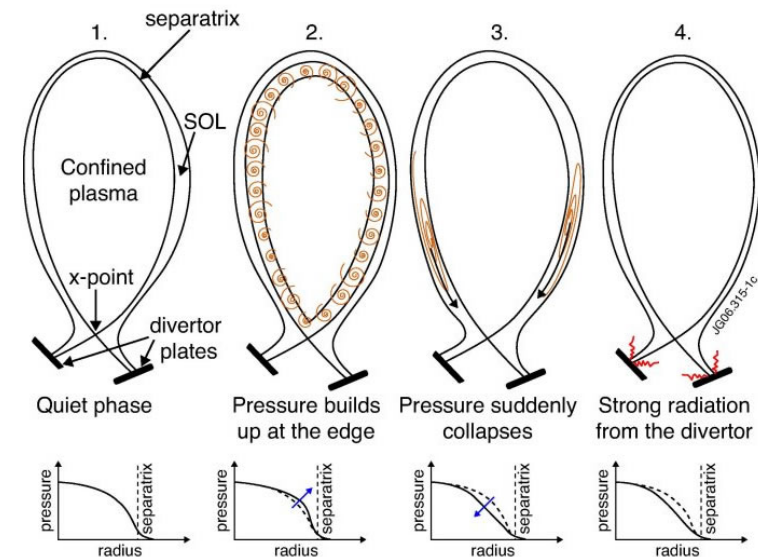 1.
2.
3.
4.
separatrix
SOL
Confined
plasma
x-point
divertor
plates
JG06.315-1c
Quiet phase
Pressure builds
up at the edge
Pressure suddenly
collapses
Strong radiation
from the divertor
pressure
separatrix
radius
pressure
separatrix
radius
pressure
separatrix
radius
pressure
separatrix
radius